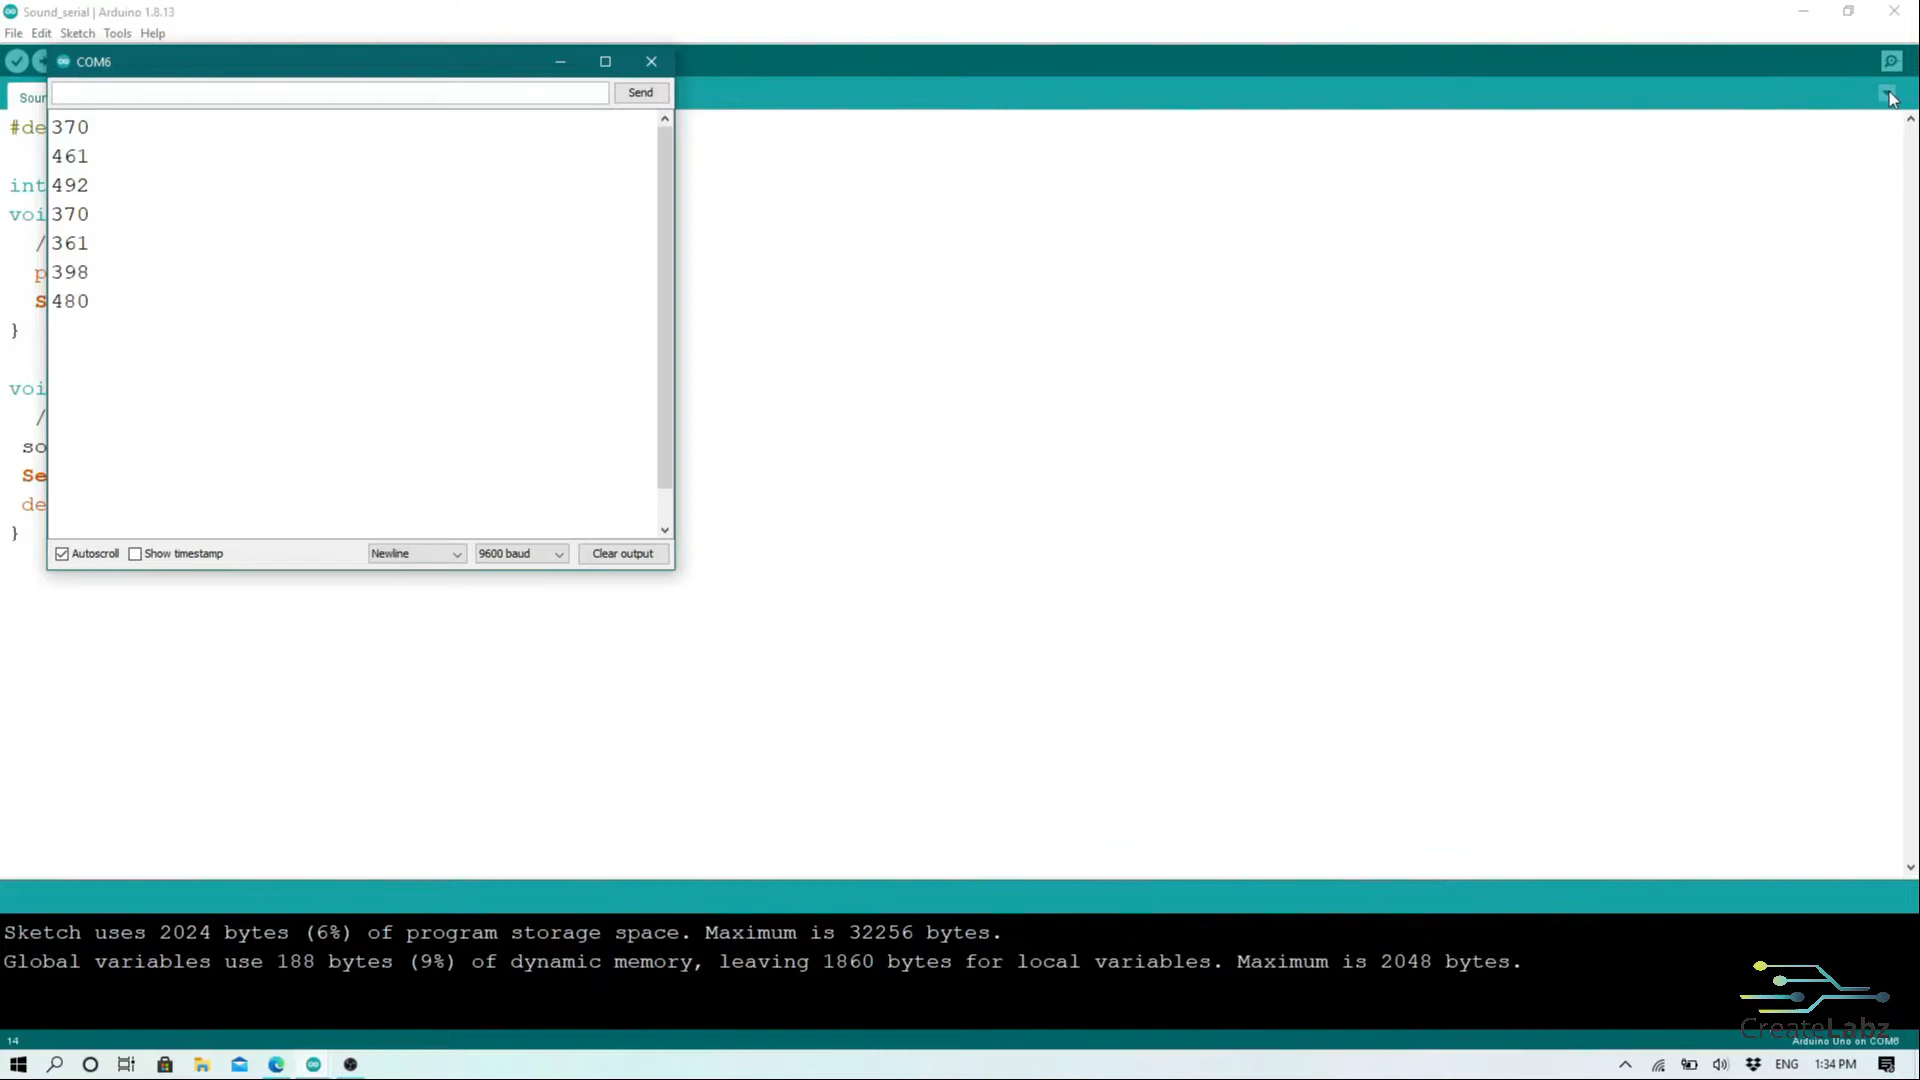 Sound_serial | Arduino 1.8.13
File Edit Sketch Tools Help
COM6
Send
Soun
#de
int
voi
/
p
S
}
voi
/
so
Se
de
}
370
461
492
370
361
398
480
Autoscroll Show timestamp Newline 9600 baud Clear output
Sketch uses 2024 bytes (6%) of program storage space. Maximum is 32256 bytes.
Global variables use 188 bytes (9%) of dynamic memory, leaving 1860 bytes for local variables. Maximum is 2048 bytes.
CreateLabz
14 Arduino Uno on COM6
ENG 1:34 PM